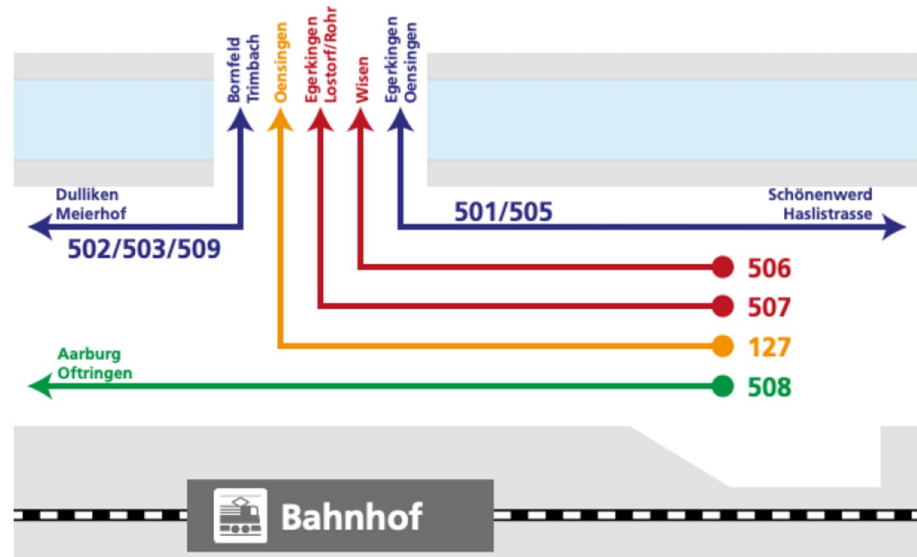 Bornfeld
Trimbach
Oensingen
Egerkingen
Lostorf/Rohr
Wisen
Egerkingen
Oensingen
Dulliken
Meierhof
502/503/509
501/505
Schönenwerd
Haslistrasse
506
507
127
Aarburg
Oftringen
508
Bahnhof